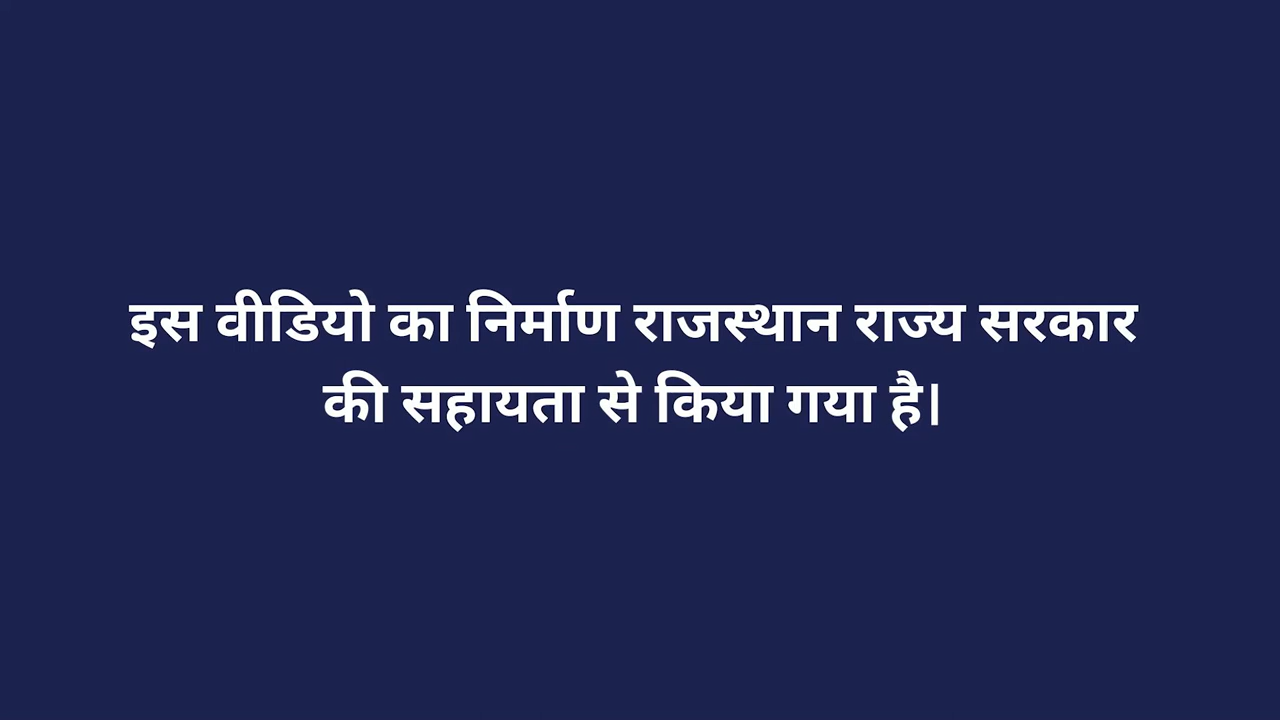 इस वीडियो का निर्माण राजस्थान राज्य सरकार
की सहायता से किया गया है।